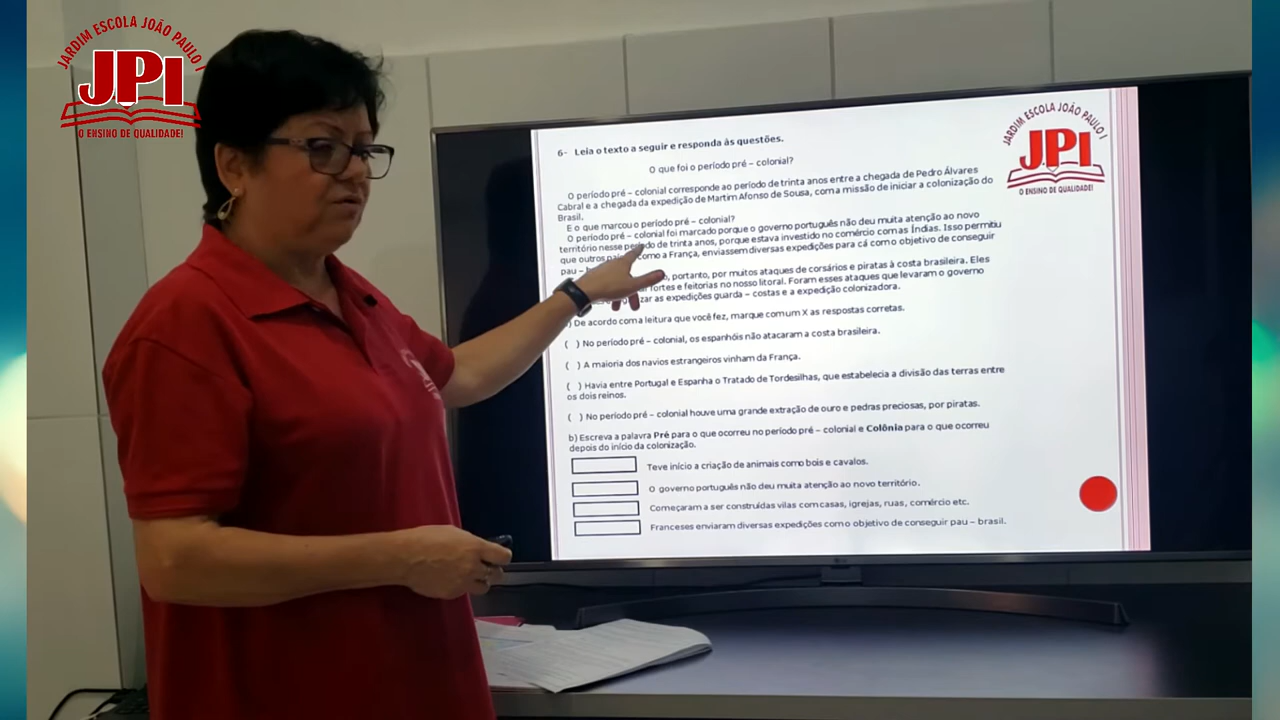 JARDIM ESCOLA JOÃO PAULO I
JPI
O ENSINO DE QUALIDADE!
6- Leia o texto a seguir e responda às questões.
O que foi o período pré – colonial?
O período pré – colonial corresponde ao período de trinta anos entre a chegada de Pedro Álvares
Cabral e a chegada da expedição de Martim Afonso de Sousa, com a missão de iniciar a colonização do
Brasil.
E o que marcou o período pré – colonial?
O período pré – colonial foi marcado porque o governo português não deu muita atenção ao novo
território nesse período de trinta anos, porque estava investido no comércio com as Índias. Isso permitiu
que outros como a França, enviassem diversas expedições para cá com o objetivo de conseguir
pau –
portanto, por muitos ataques de corsários e piratas à costa brasileira. Eles
fortes e feitorias no nosso litoral. Foram esses ataques que levaram o governo
as expedições guarda – costas e a expedição colonizadora.
) De acordo com a leitura que você fez, marque com um X as respostas corretas.
( ) No período pré – colonial, os espanhóis não atacaram a costa brasileira.
( ) A maioria dos navios estrangeiros vinham da França.
( ) Havia entre Portugal e Espanha o Tratado de Tordesilhas, que estabelecia a divisão das terras entre
os dois reinos.
( ) No período pré – colonial houve uma grande extração de ouro e pedras preciosas, por piratas.
b) Escreva a palavra Pré para o que ocorreu no período pré – colonial e Colônia para o que ocorreu
depois do início da colonização.
Teve início a criação de animais como bois e cavalos.
O governo português não deu muita atenção ao novo território.
Começaram a ser construídas vilas com casas, igrejas, ruas, comércio etc.
Franceses enviaram diversas expedições com o objetivo de conseguir pau – brasil.
JARDIM ESCOLA JOÃO PAULO I
JPI
O ENSINO DE QUALIDADE!
LG